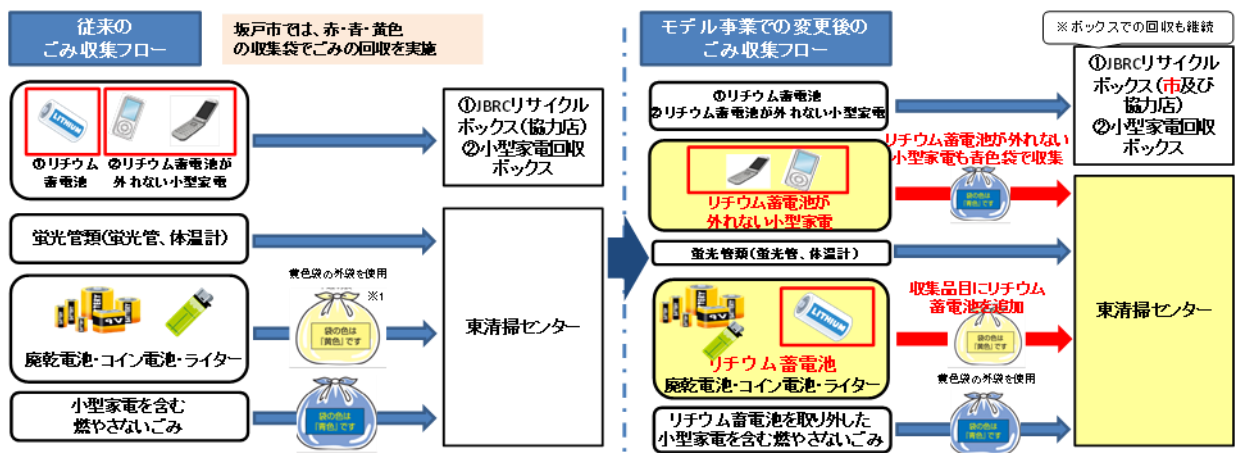 従来の
ごみ収集フロー
坂戸市では、赤・青・黄色
の収集袋でごみの回収を実施
LITHIUM
①リチウム
蓄電池
②リチウム蓄電池が
外れない小型家電
①JBRCリサイクル
ボックス(協力店)
②小型家電回収
ボックス
蛍光管類(蛍光管、体温計)
黄色袋の外袋を使用
※1
袋の色は
「黄色」です
廃乾電池・コイン電池・ライター
東清掃センター
小型家電を含む
燃やさないごみ
袋の色は
「青色」です
モデル事業での変更後の
ごみ収集フロー
※ボックスでの回収も継続
①リチウム蓄電池
②リチウム蓄電池が外れない小型家電
①JBRCリサイクル
ボックス(市及び
協力店)
②小型家電回収
ボックス
リチウム蓄電池が外れない
小型家電も青色袋で収集
リチウム蓄電池が
外れない小型家電
袋の色は
「青色」です
蛍光管類(蛍光管、体温計)
収集品目にリチウム
蓄電池を追加
LITHIUM
袋の色は
「黄色」です
リチウム蓄電池
廃乾電池・コイン電池・ライター
黄色袋の外袋を使用
東清掃センター
リチウム蓄電池を取り外した
小型家電を含む燃やさないごみ
袋の色は
「青色」です